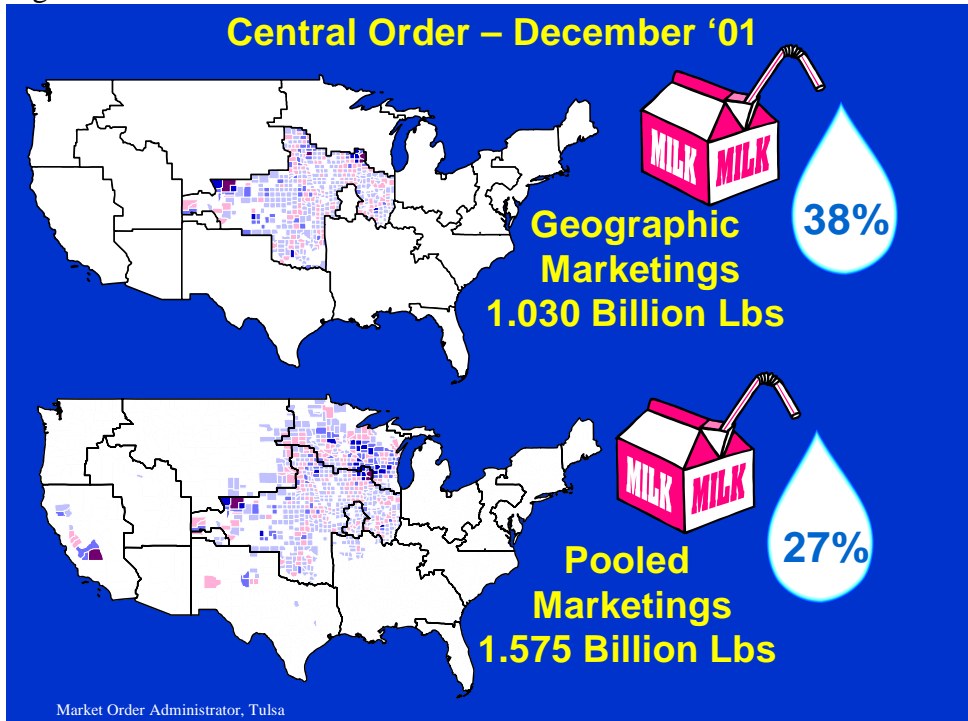 Central Order – December ‘01
MILK MILK
38%
Geographic
Marketings
1.030 Billion Lbs
MILK MILK
27%
Pooled
Marketings
1.575 Billion Lbs
Market Order Administrator, Tulsa